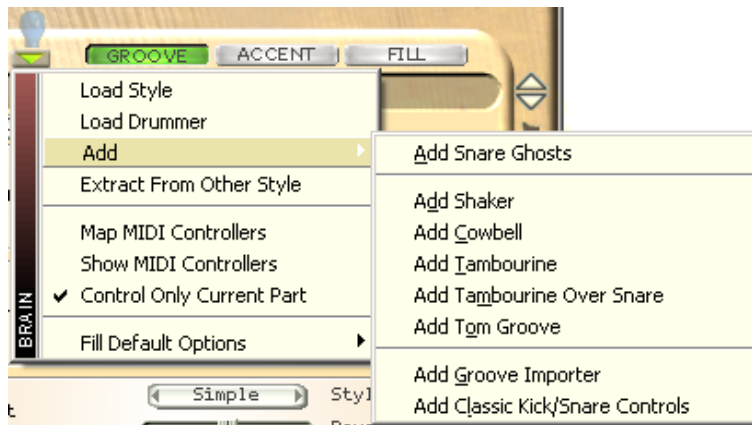 GROOVE ACCENT FILL
Load Style
Load Drummer
Add
Extract From Other Style
Map MIDI Controllers
Show MIDI Controllers
✔ Control Only Current Part
Fill Default Options
BRAIN
Add Snare Ghosts
Add Shaker
Add Cowbell
Add Tambourine
Add Tambourine Over Snare
Add Tom Groove
Add Groove Importer
Add Classic Kick/Snare Controls
Simple